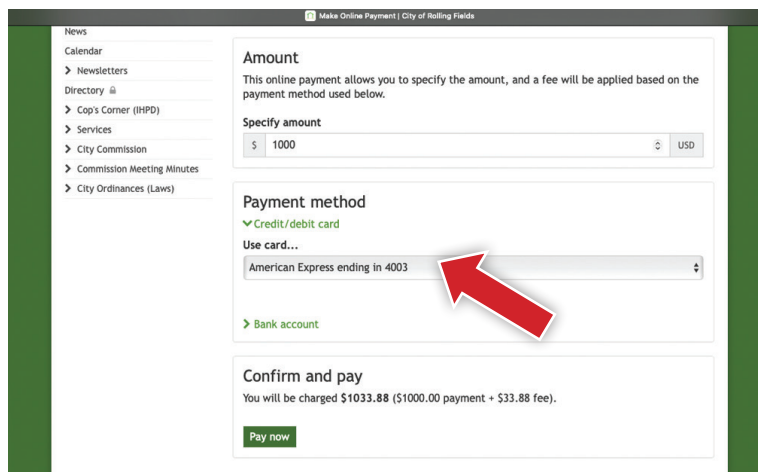 Make Online Payment | City of Rolling Fields
News
Calendar
Newsletters
Directory
Cop's Corner (IHPD)
Services
City Commission
Commission Meeting Minutes
City Ordinances (Laws)
Amount
This online payment allows you to specify the amount, and a fee will be applied based on the
payment method used below.
Specify amount
$ 1000 USD
Payment method
Credit/debit card
Use card...
American Express ending in 4003
Bank account
Confirm and pay
You will be charged $1033.88 ($1000.00 payment + $33.88 fee).
Pay now